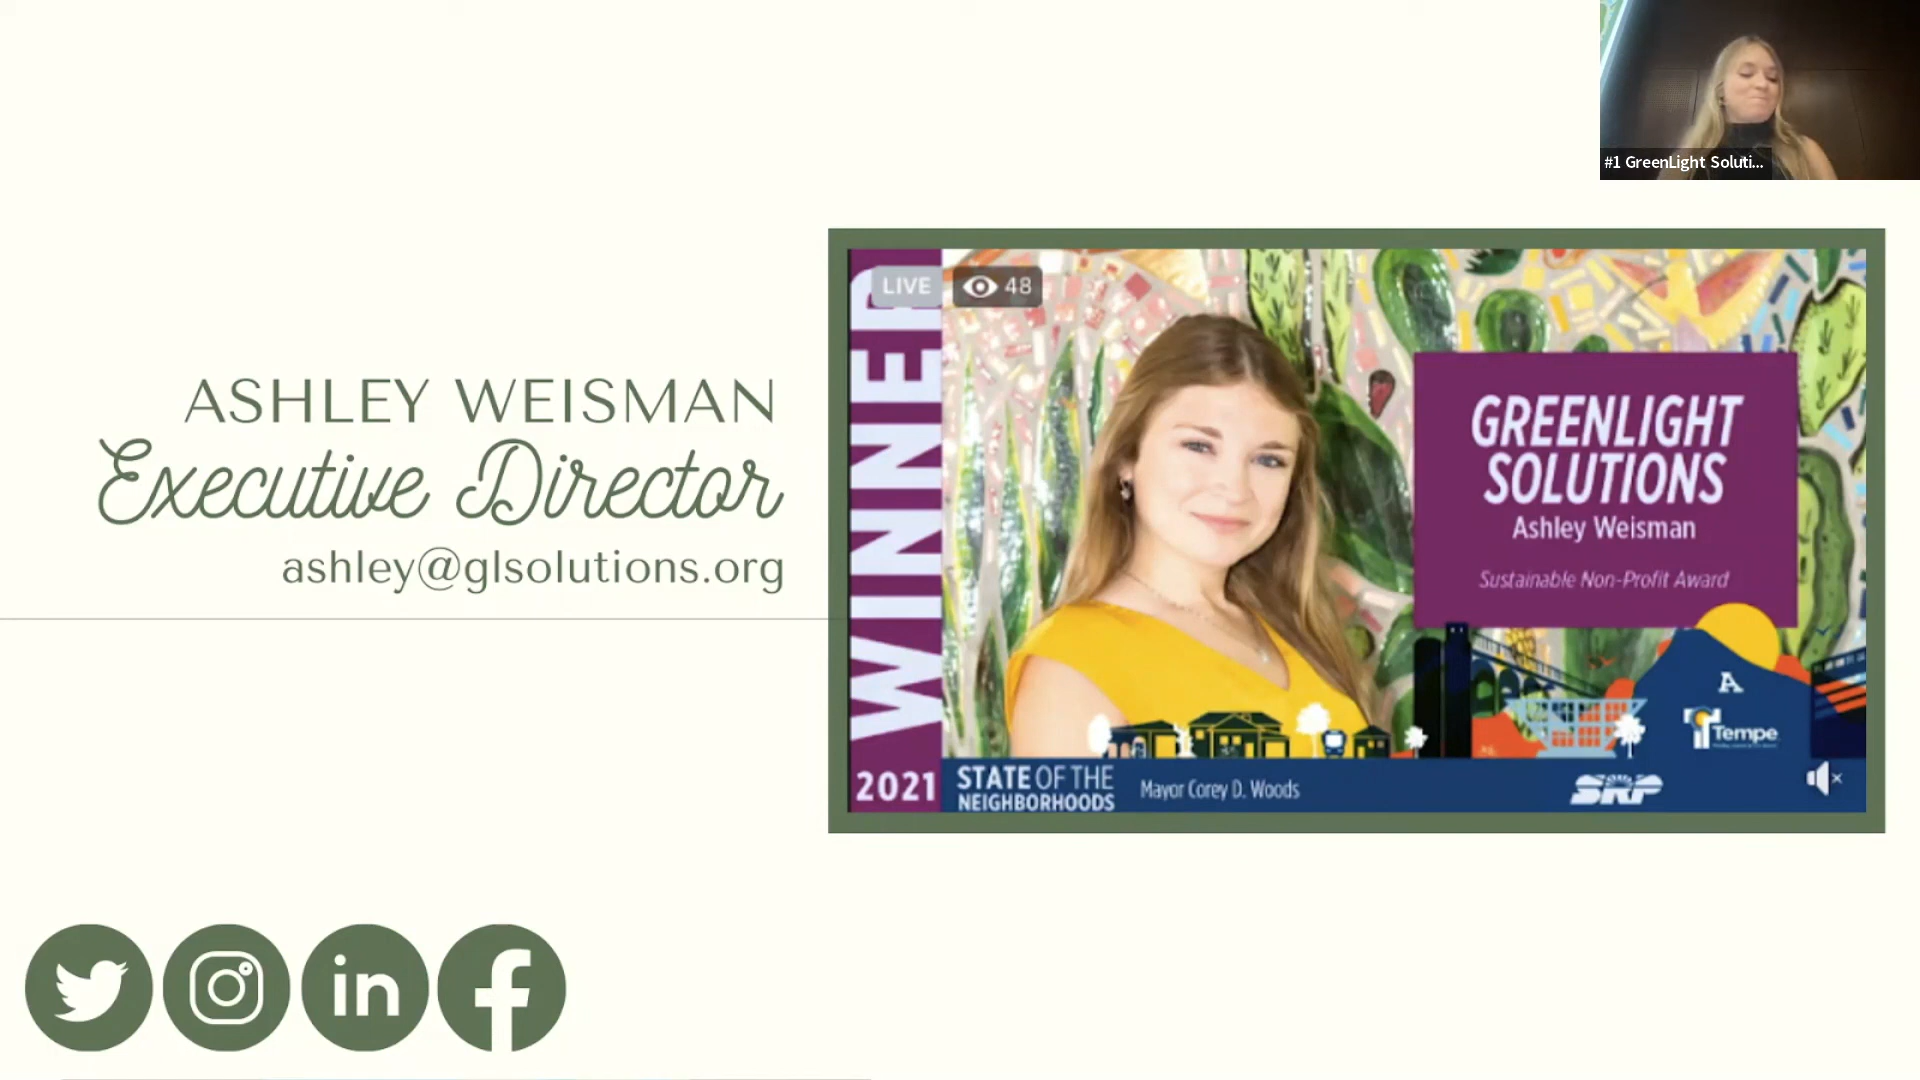 #1 GreenLight Soluti...
ASHLEY WEISMAN
Executive Director
ashley@glsolutions.org
LIVE
48
WINNER
GREENLIGHT
SOLUTIONS
Ashley Weisman
Sustainable Non-Profit Award
A
Tempe
2021
STATE OF THE
NEIGHBORHOODS
Mayor Corey D. Woods
SRP
in